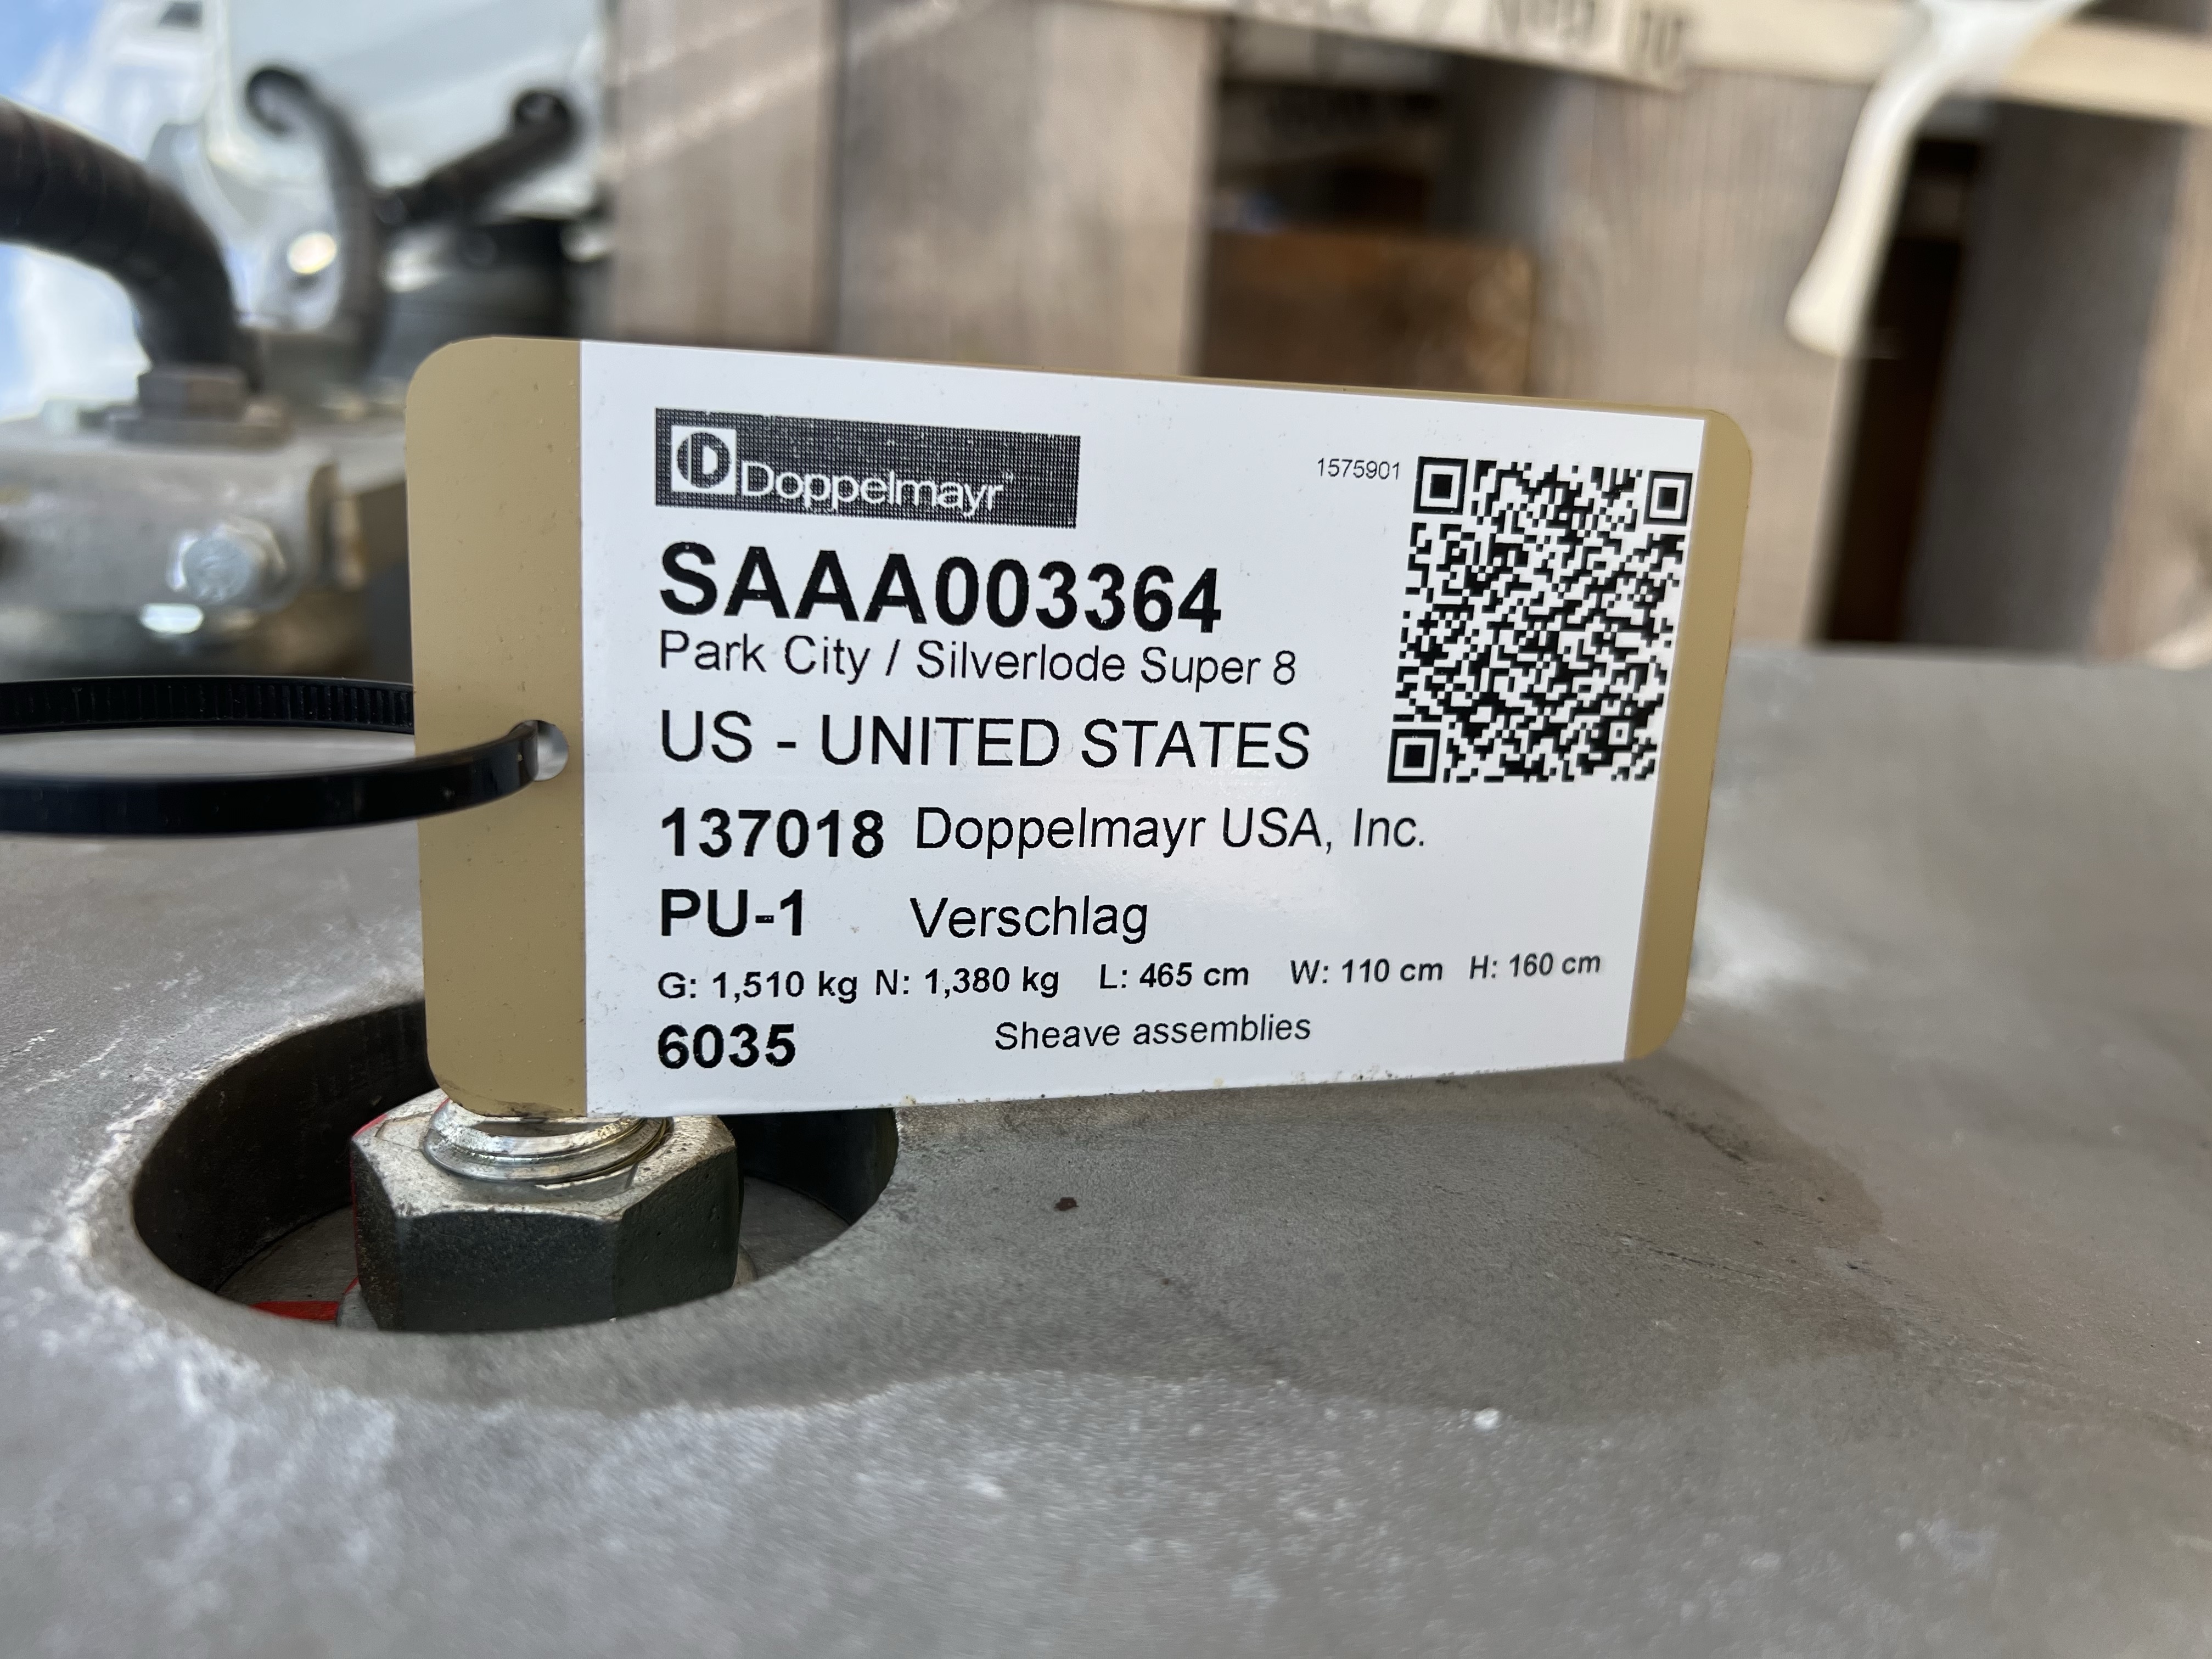 Doppelmayr
1575901
SAAA003364
Park City / Silverlode Super 8
US - UNITED STATES
137018 Doppelmayr USA, Inc.
PU-1 Verschlag
G: 1,510 kg N: 1,380 kg L: 465 cm W: 110 cm H: 160 cm
6035 Sheave assemblies